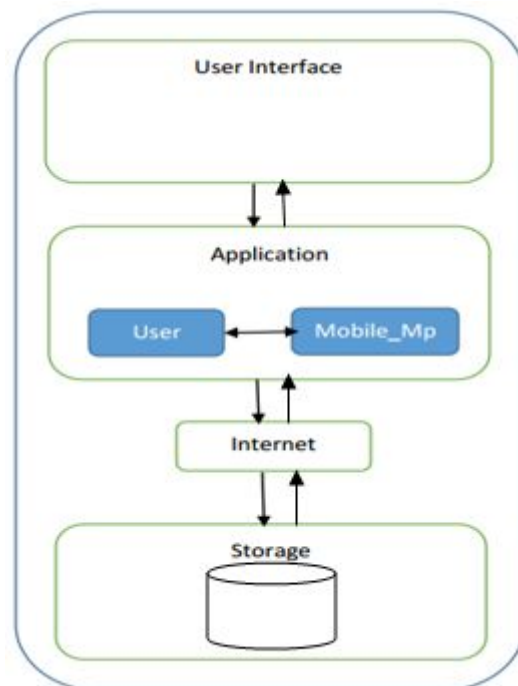 User Interface
Application
User
Mobile_Mp
Internet
Storage